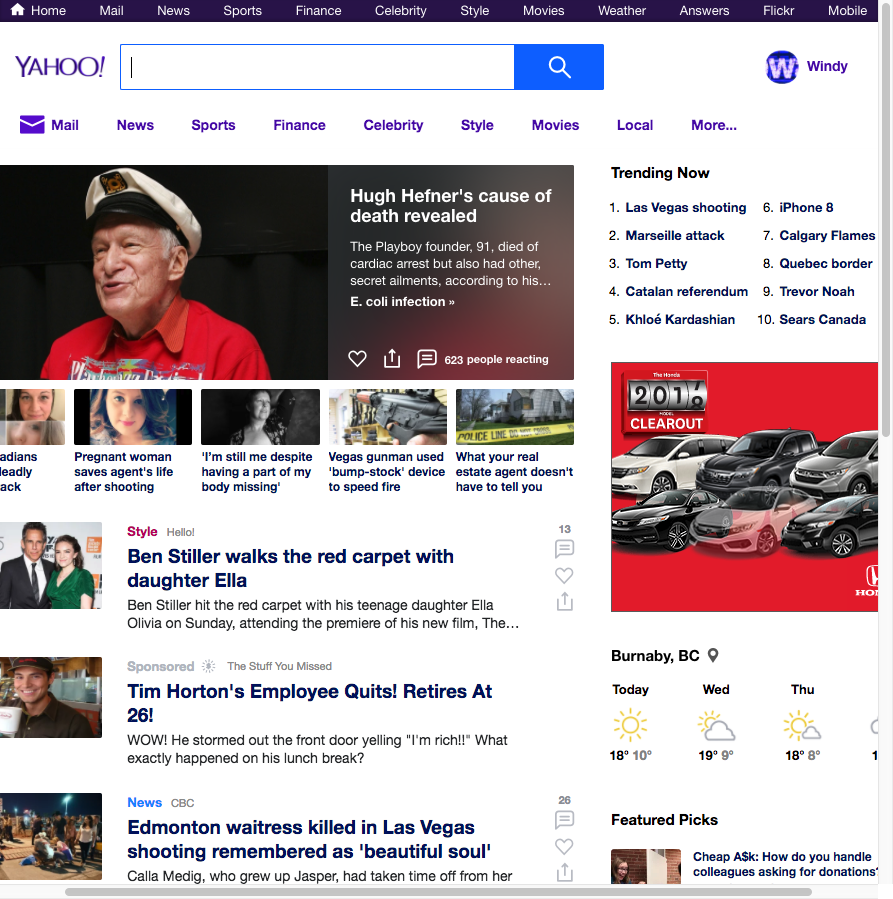 Home Mail News Sports Finance Celebrity Style Movies Weather Answers Flickr Mobile
YAHOO!
W Windy
Mail News Sports Finance Celebrity Style Movies Local More...
Hugh Hefner's cause of
death revealed
The Playboy founder, 91, died of
cardiac arrest but also had other,
secret ailments, according to his…
E. coli infection »
623 people reacting
Trending Now
1. Las Vegas shooting
2. Marseille attack
3. Tom Petty
4. Catalan referendum
5. Khloé Kardashian
6. iPhone 8
7. Calgary Flames
8. Quebec border
9. Trevor Noah
10. Sears Canada
adians
leadly
ack
Pregnant woman
saves agent's life
after shooting
'I'm still me despite
having a part of my
body missing'
POLICE LINE DO NOT
Vegas gunman used
'bump-stock' device
to speed fire
What your real
estate agent doesn't
have to tell you
The Honda
2016
MODEL
CLEAROUT
HON
Style Hello!
13
Ben Stiller walks the red carpet with
daughter Ella
Ben Stiller hit the red carpet with his teenage daughter Ella
Olivia on Sunday, attending the premiere of his new film, The…
Sponsored The Stuff You Missed
Tim Horton's Employee Quits! Retires At
26!
WOW! He stormed out the front door yelling "I'm rich!!" What
exactly happened on his lunch break?
News CBC
26
Edmonton waitress killed in Las Vegas
shooting remembered as 'beautiful soul'
Calla Medig, who grew up Jasper, had taken time off from her
Burnaby, BC
Today Wed Thu
18° 10° 19° 9° 18° 8° 1
Featured Picks
Cheap A$k: How do you handle
colleagues asking for donations?